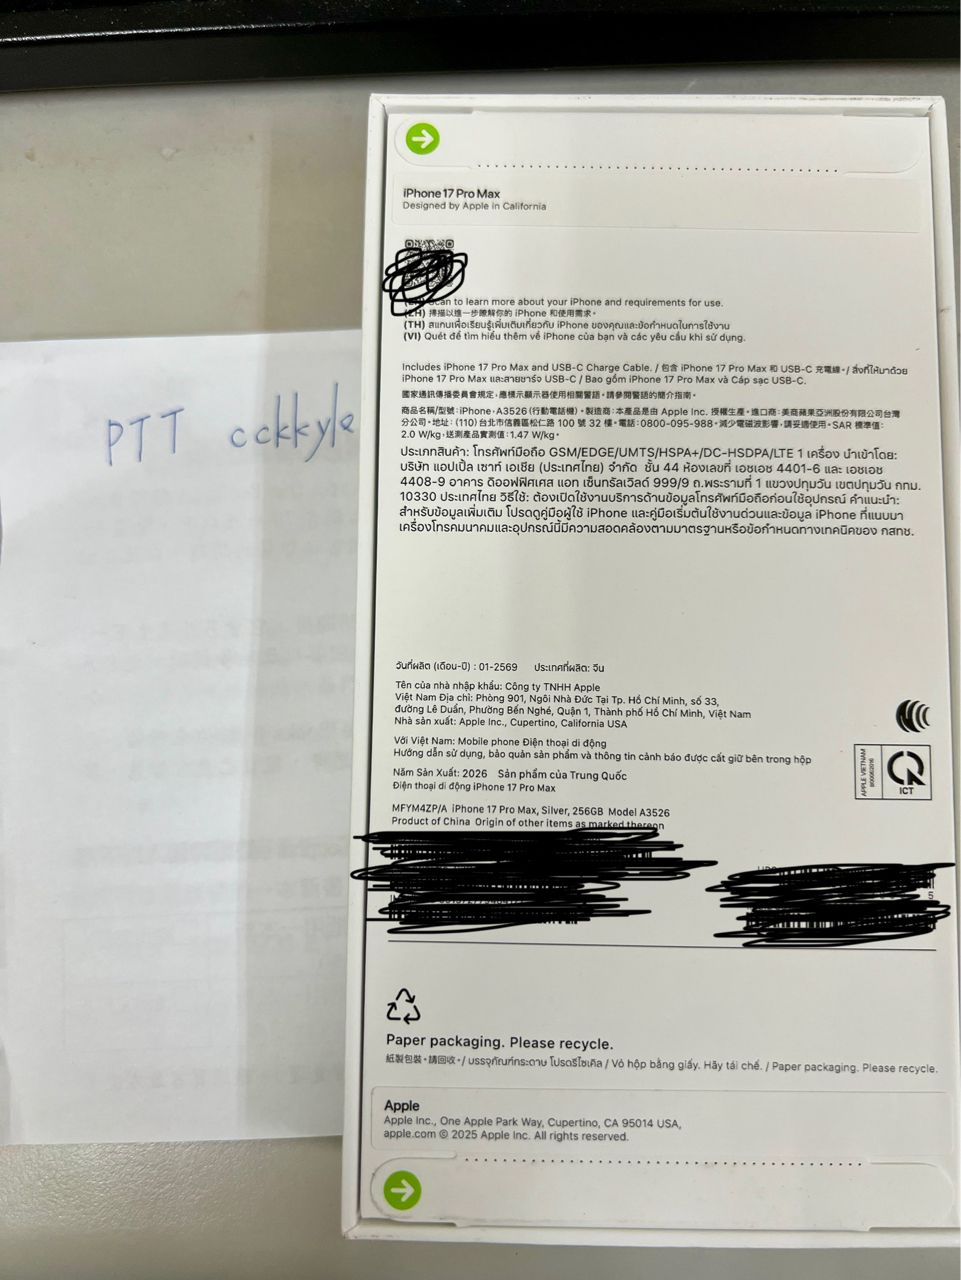 PTT cckkyle
iPhone 17 Pro Max
Designed by Apple in California
Scan to learn more about your iPhone and requirements for use.
(ZH) 掃描以進一步瞭解你的 iPhone 和使用需求。
(TH) สแกนเพื่อเรียนรู้เพิ่มเติมเกี่ยวกับ iPhone ของคุณและข้อกำหนดในการใช้งาน
(VI) Quét để tìm hiểu thêm về iPhone của bạn và các yêu cầu khi sử dụng.
Includes iPhone 17 Pro Max and USB-C Charge Cable. / 包含 iPhone 17 Pro Max 和 USB-C 充電線。/ สิ่งที่ให้มาด้วย
iPhone 17 Pro Max และสายชาร์จ USB-C / Bao gồm iPhone 17 Pro Max và Cáp sạc USB-C.
國家通訊傳播委員會規定，應標示顯示器使用相關警語。請參閱警語的簡介指南。
商品名稱/型號：iPhone，A3526 (行動電話機)。製造商：本產品是由 Apple Inc. 授權生產。進口商：美商蘋果亞洲股份有限公司台灣
分公司。地址：(110) 台北市信義區松仁路 100 號 32 樓。電話：0800-095-988。減少電磁波影響，請妥適使用。SAR 標準值：
2.0 W/kg，送測產品實測值：1.47 W/kg。
ประเภทสินค้า: โทรศัพท์มือถือ GSM/EDGE/UMTS/HSPA+/DC-HSDPA/LTE 1 เครื่อง นำเข้าโดย:
บริษัท แอปเปิ้ล เซาท์ เอเชีย (ประเทศไทย) จำกัด ชั้น 44 ห้องเลขที่ เอชเอช 4401-6 และ เอชเอช
4408-9 อาคาร ดิออฟฟิศเศส แอท เซ็นทรัลเวิลด์ 999/9 ถ.พระรามที่ 1 แขวงปทุมวัน เขตปทุมวัน กทม.
10330 ประเทศไทย วิธีใช้: ต้องเปิดใช้งานบริการด้านข้อมูลโทรศัพท์มือถือก่อนใช้อุปกรณ์ คำแนะนำ:
สำหรับข้อมูลเพิ่มเติม โปรดดูคู่มือผู้ใช้ iPhone และคู่มือเริ่มต้นใช้งานด่วนและข้อมูล iPhone ที่แนบมา
เครื่องโทรคมนาคมและอุปกรณ์นี้มีความสอดคล้องตามมาตรฐานหรือข้อกำหนดทางเทคนิคของ กสทช.
วันที่ผลิต (เดือน-ปี) : 01-2569 ประเทศที่ผลิต: จีน
Tên của nhà nhập khẩu: Công ty TNHH Apple
Việt Nam Địa chỉ: Phòng 901, Ngôi Nhà Đức Tại Tp. Hồ Chí Minh, số 33,
đường Lê Duẩn, Phường Bến Nghé, Quận 1, Thành phố Hồ Chí Minh, Việt Nam
Nhà sản xuất: Apple Inc., Cupertino, California USA
Với Việt Nam: Mobile phone Điện thoại di động
Hướng dẫn sử dụng, bảo quản sản phẩm và thông tin cảnh báo được cất giữ bên trong hộp
Năm Sản Xuất: 2026 Sản phẩm của Trung Quốc
Điện thoại di động iPhone 17 Pro Max
APPLE VIETNAM
ICT
MFYM4ZP/A iPhone 17 Pro Max, Silver, 256GB Model A3526
Product of China Origin of other items as marked thereon
5
Paper packaging. Please recycle.
紙製包裝。請回收。/ บรรจุภัณฑ์กระดาษ โปรดรีไซเคิล / Vỏ hộp bằng giấy. Hãy tái chế. / Paper packaging. Please recycle.
Apple
Apple Inc., One Apple Park Way, Cupertino, CA 95014 USA,
apple.com © 2025 Apple Inc. All rights reserved.